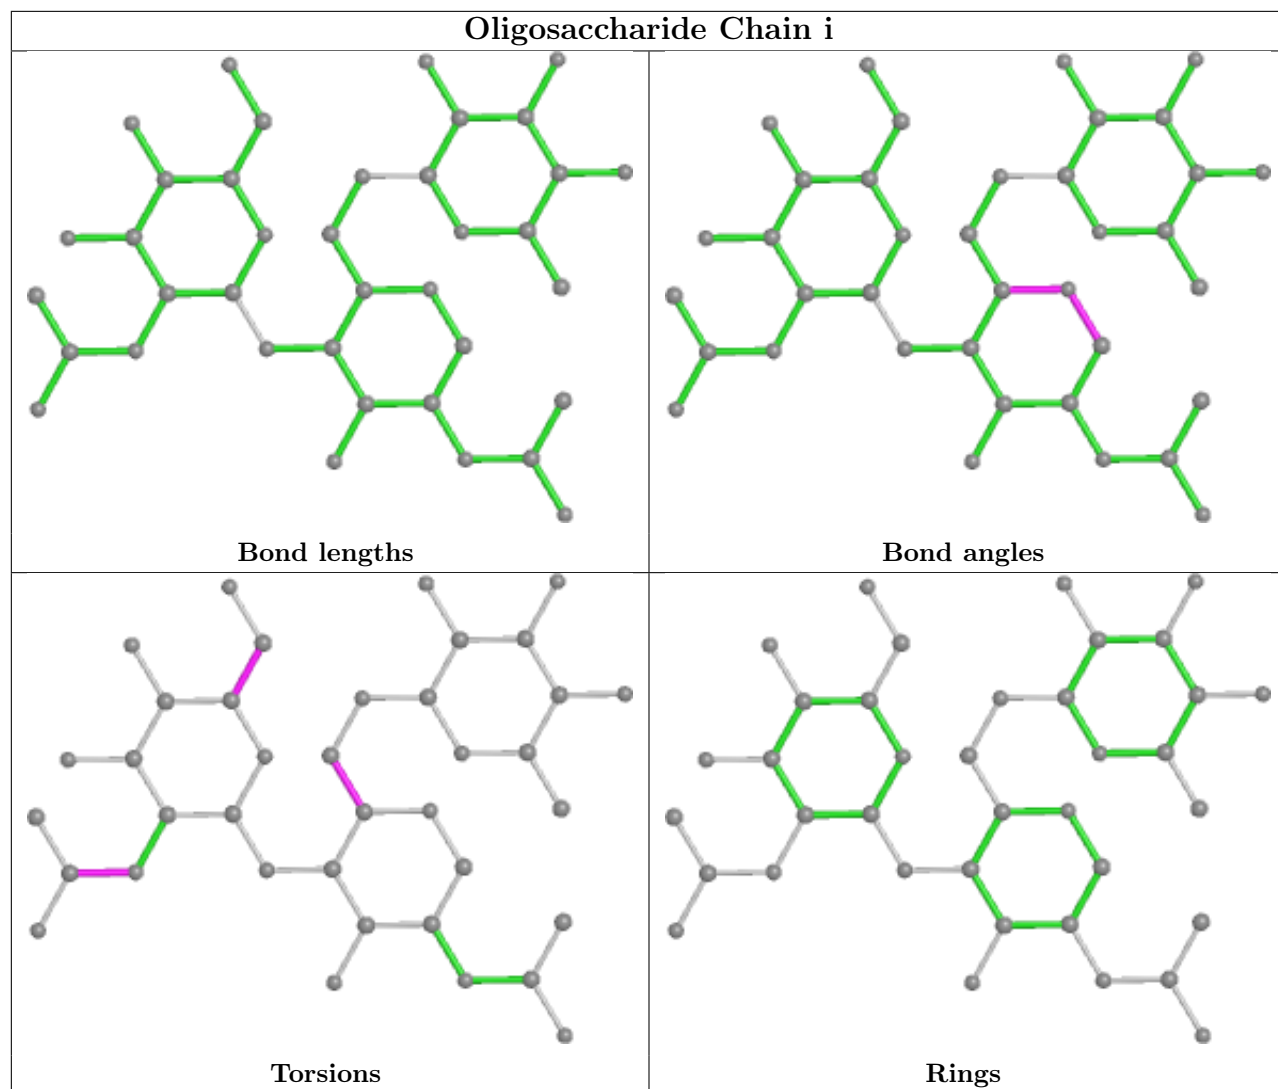 Oligosaccharide Chain i
Bond lengths
Bond angles
Torsions
Rings